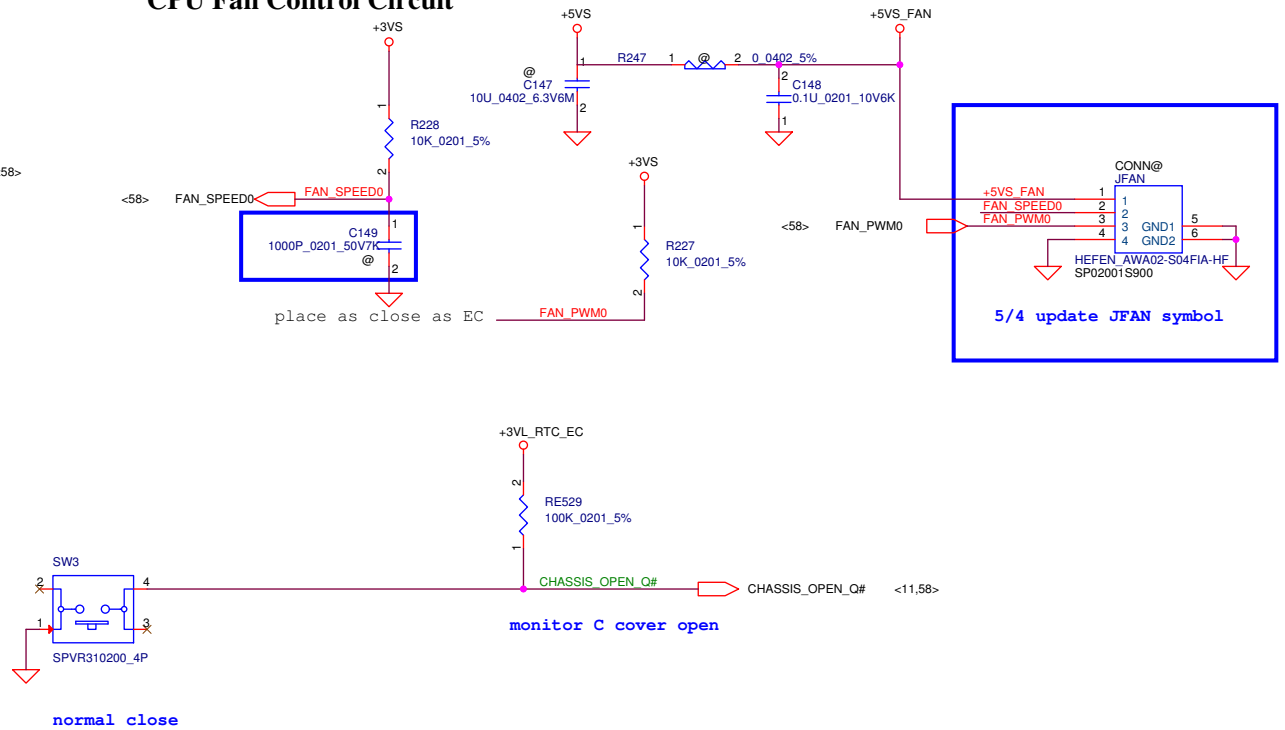 CPU Fan Control Circuit
+3VS
1
R228
10K_0201_5%
2
58>
<58> FAN_SPEED0 FAN_SPEED0
1
C149
1000P_0201_50V7K
@
2
place as close as EC FAN_PWM0
+5VS
1
@
C147
10U_0402_6.3V6M
2
R247 1 @ 2 0_0402_5%
2
C148
0.1U_0201_10V6K
1
+5VS_FAN
+3VS
1
R227
10K_0201_5%
2
<58> FAN_PWM0
CONN@
JFAN
+5VS_FAN 1 1
FAN_SPEED0 2 2
FAN_PWM0 3 3 GND1 5
4 4 GND2 6
HEFEN_AWA02-S04FIA-HF
SP02001S900
5/4 update JFAN symbol
+3VL_RTC_EC
2
RE529
100K_0201_5%
1
CHASSIS_OPEN_Q# CHASSIS_OPEN_Q# <11,58>
monitor C cover open
SW3
2 4
1 3
SPVR310200_4P
normal close